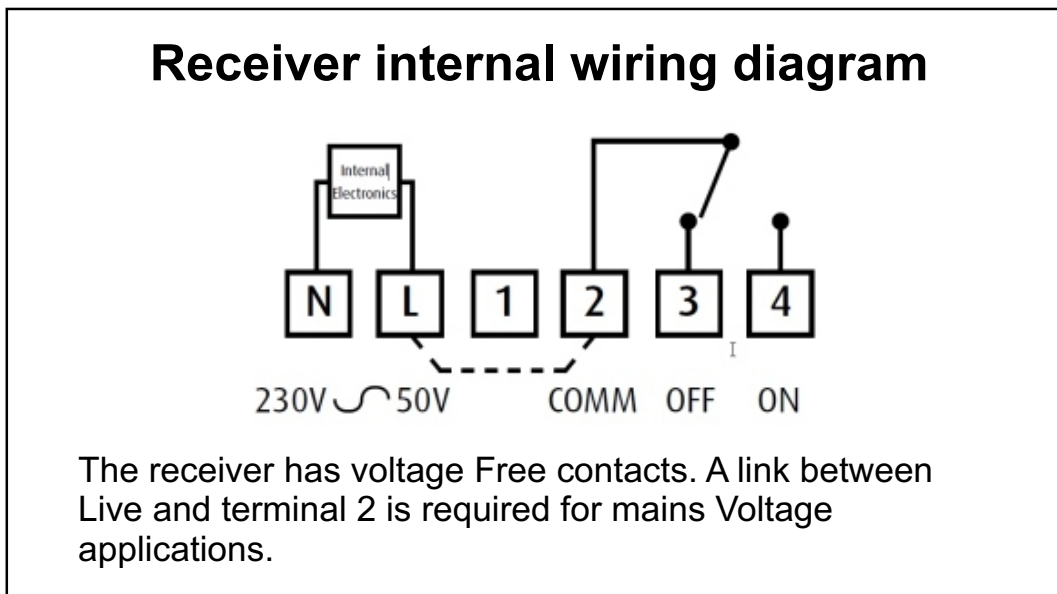 Receiver internal wiring diagram
Internal
Electronics
N L 1 2 3 4
230V 50V COMM OFF ON
The receiver has voltage Free contacts. A link between
Live and terminal 2 is required for mains Voltage
applications.